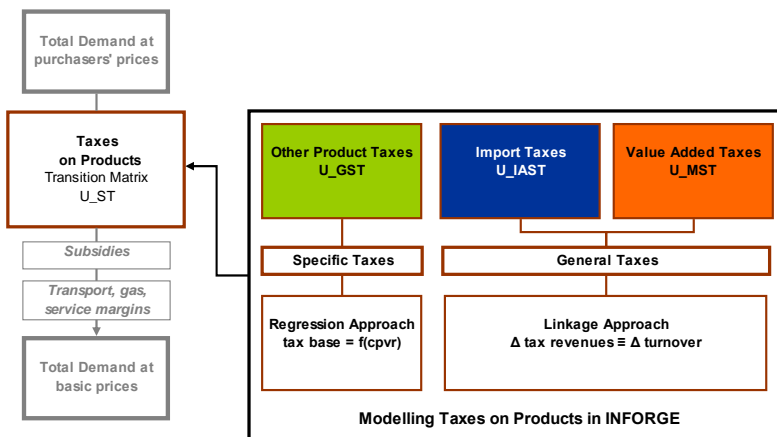 Total Demand at
purchasers' prices
Taxes
on Products
Transition Matrix
U_ST
Subsidies
Transport, gas,
service margins
Total Demand at
basic prices
Other Product Taxes
U_GST
Import Taxes
U_IAST
Value Added Taxes
U_MST
Specific Taxes
General Taxes
Regression Approach
tax base = f(cpvr)
Linkage Approach
Δ tax revenues ≡ Δ turnover
Modelling Taxes on Products in INFORGE